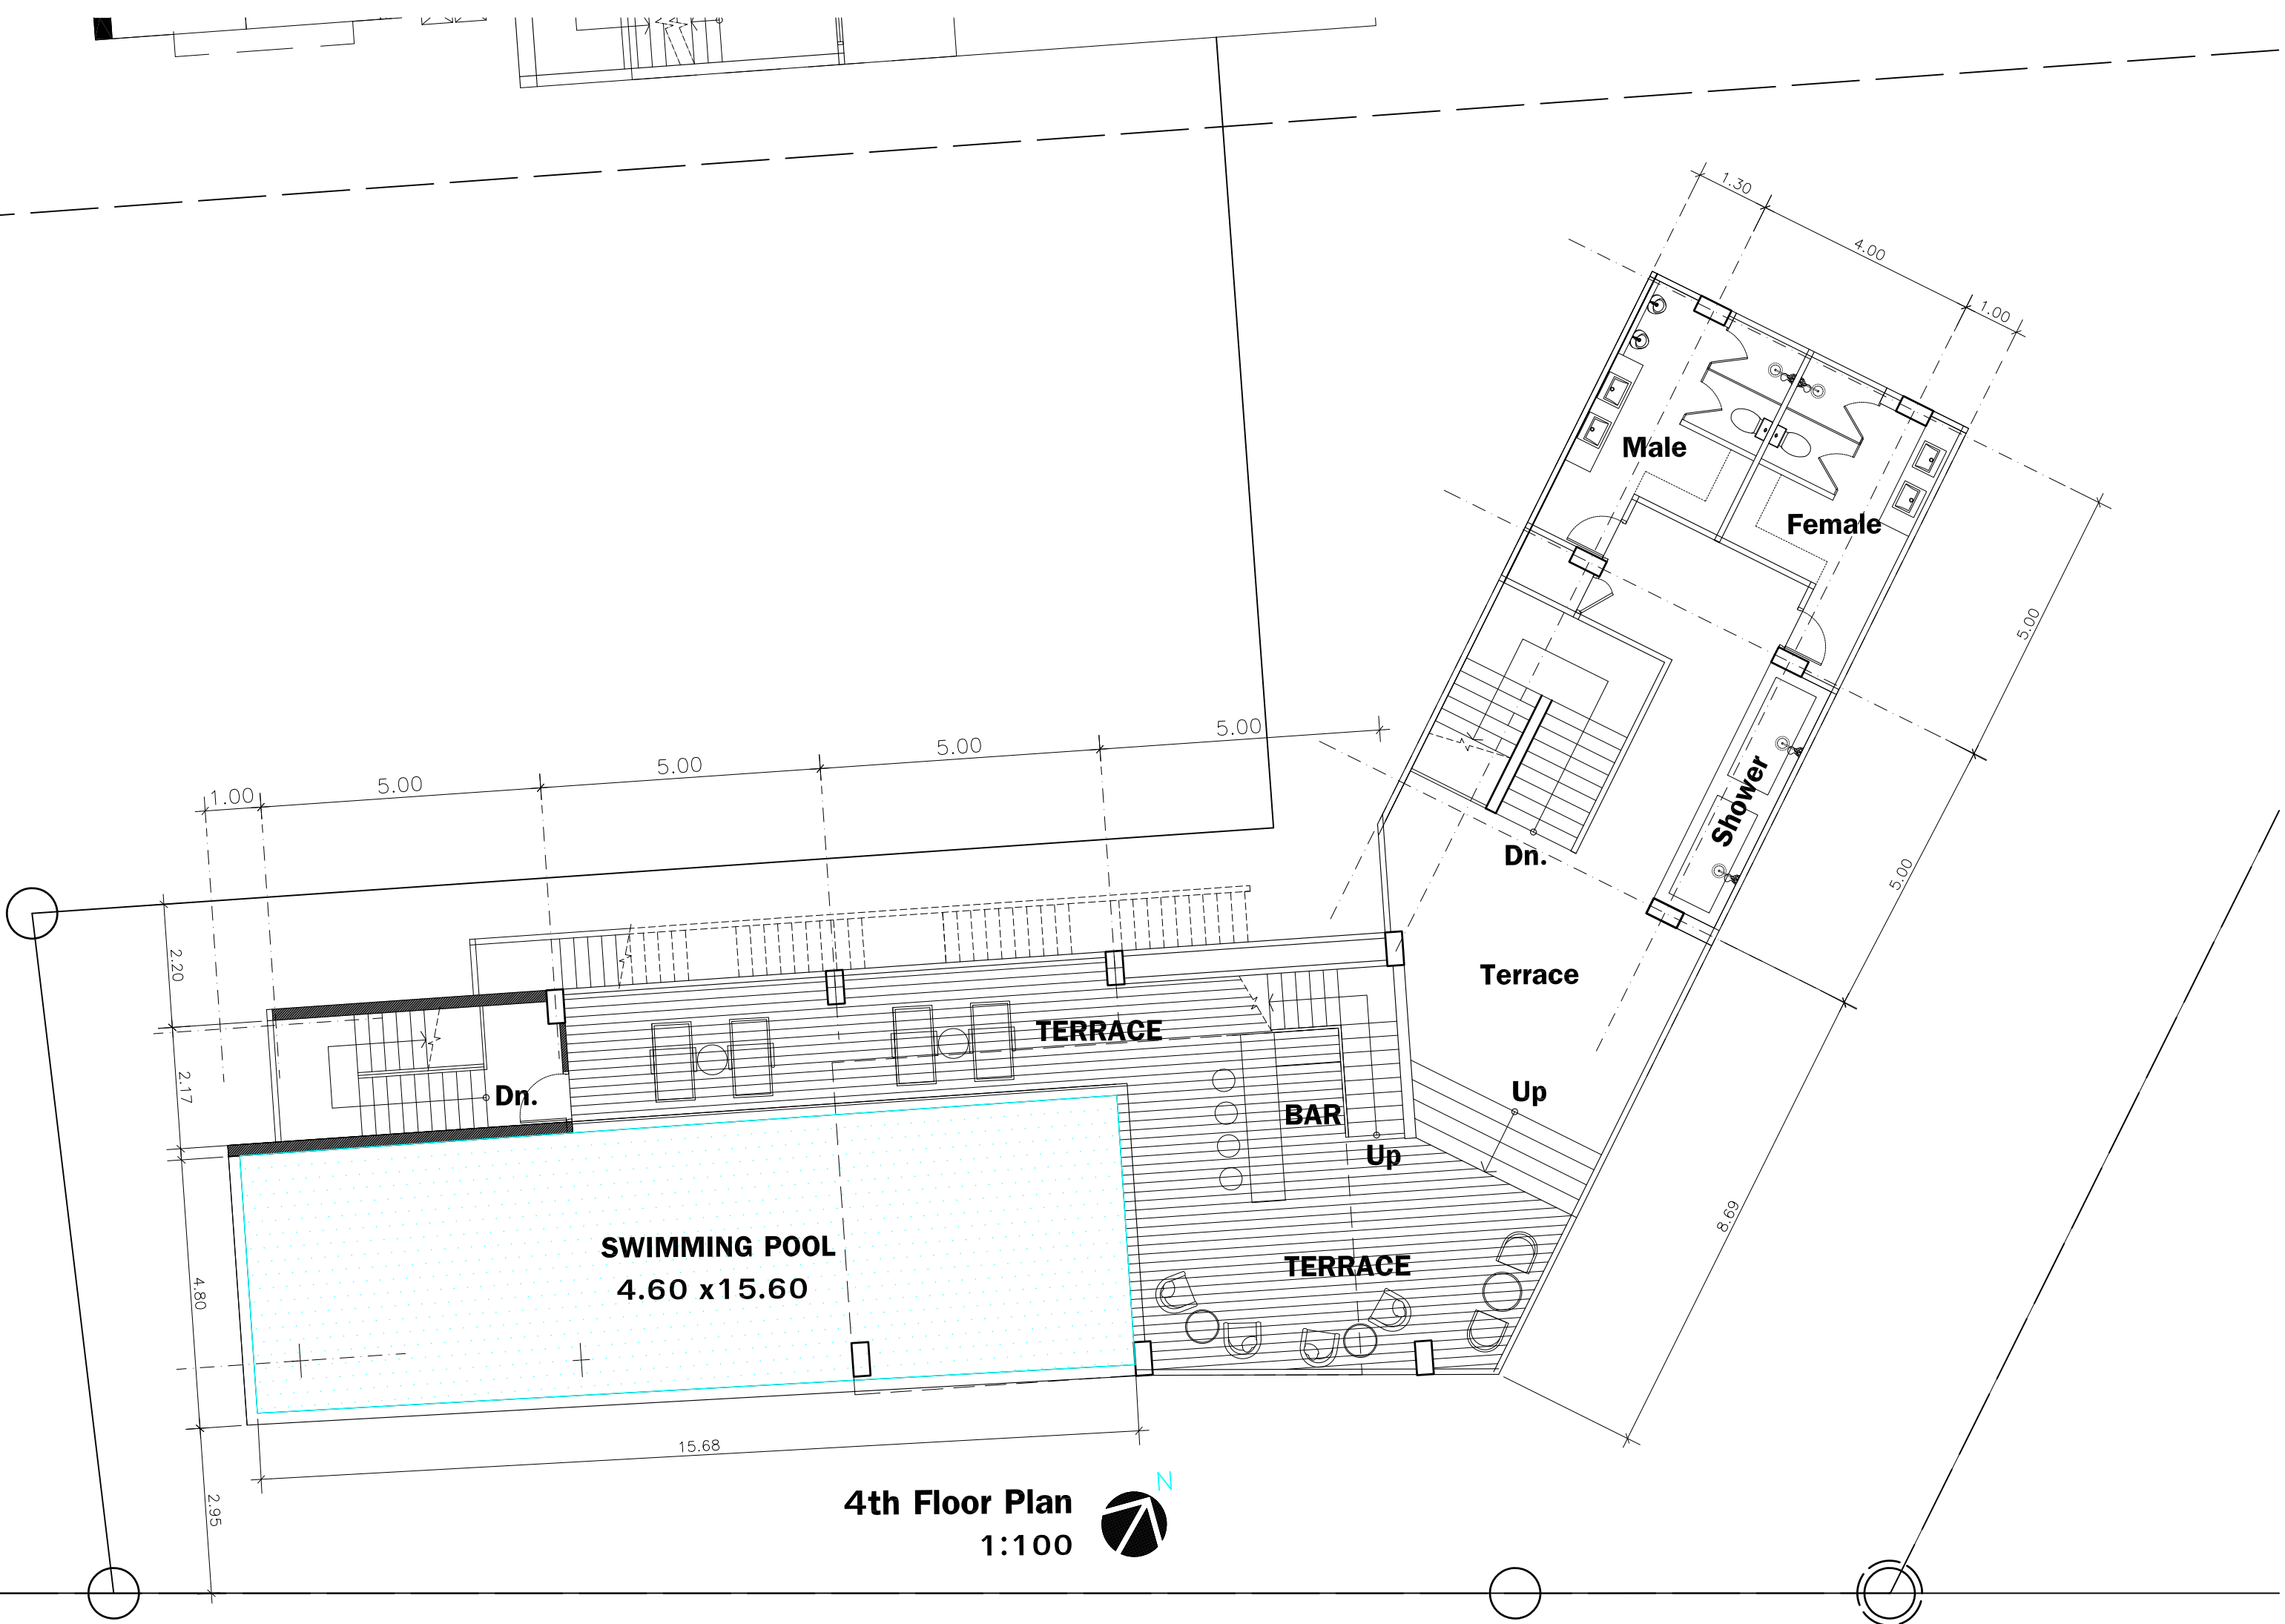 1.30
4.00
1.00
Male
Female
5.00
5.00
5.00
5.00
5.00
1.00
Shower
5.00
Dn.
2.20
Terrace
TERRACE
2.17
Dn.
Up
BAR
Up
8.69
SWIMMING POOL
4.60 x15.60
TERRACE
4.80
15.68
N
4th Floor Plan
1:100
2.95